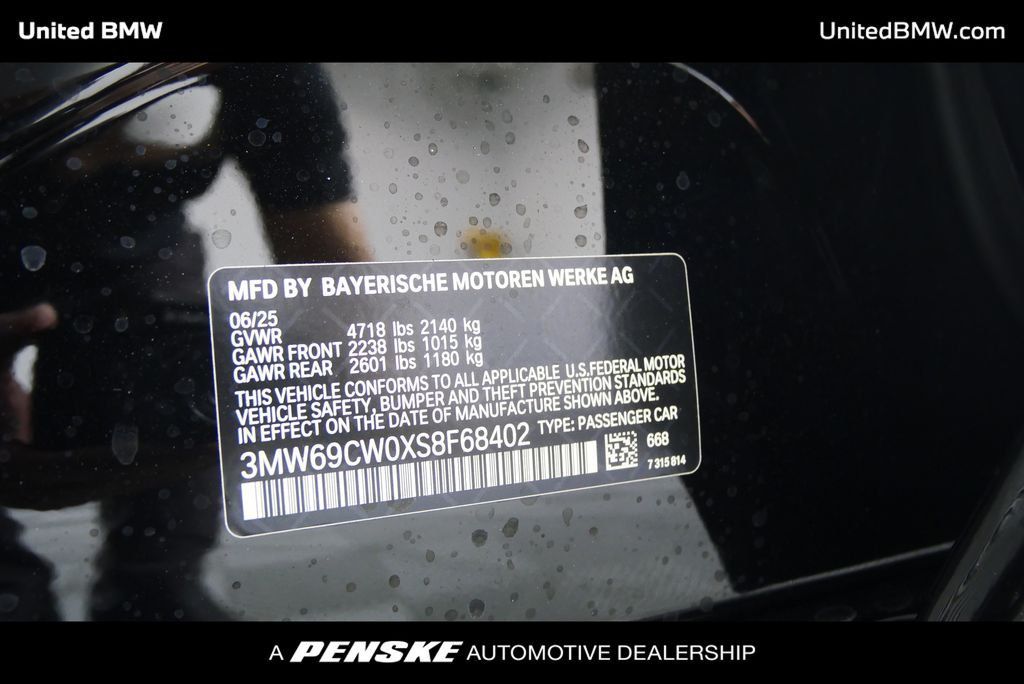 United BMW
UnitedBMW.com
MFD BY BAYERISCHE MOTOREN WERKE AG
06/25
GVWR 4718 lbs 2140 kg
GAWR FRONT 2238 lbs 1015 kg
GAWR REAR 2601 lbs 1180 kg
THIS VEHICLE CONFORMS TO ALL APPLICABLE U.S.FEDERAL MOTOR
VEHICLE SAFETY, BUMPER AND THEFT PREVENTION STANDARDS
IN EFFECT ON THE DATE OF MANUFACTURE SHOWN ABOVE.
3MW69CW0XS8F68402 TYPE: PASSENGER CAR
668
7 315 814
A PENSKE AUTOMOTIVE DEALERSHIP